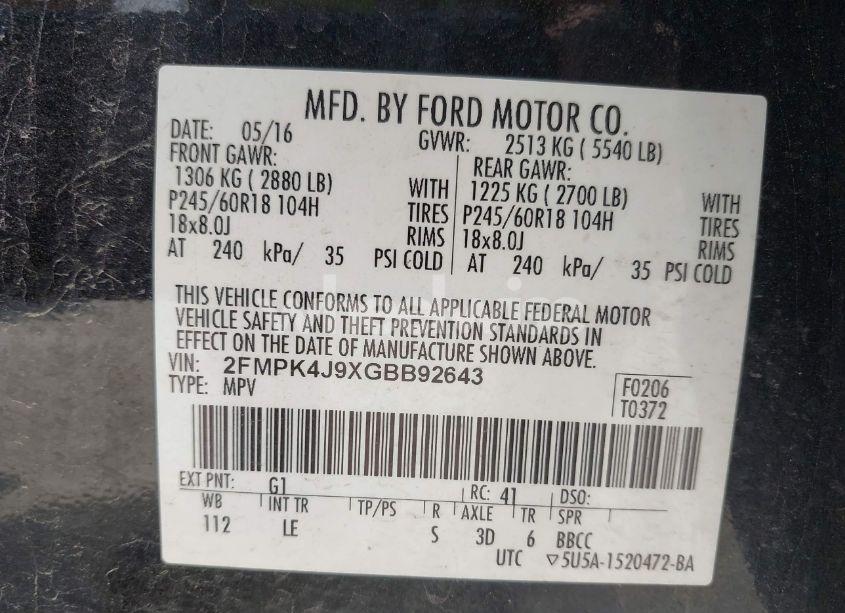 MFD. BY FORD MOTOR CO.
DATE: 05/16 GVWR: 2513 KG ( 5540 LB)
FRONT GAWR: REAR GAWR:
1306 KG ( 2880 LB) WITH 1225 KG ( 2700 LB) WITH
P245/60R18 104H TIRES P245/60R18 104H TIRES
18x8.0J RIMS 18x8.0J RIMS
AT 240 kPa/ 35 PSI COLD AT 240 kPa/ 35 PSI COLD
THIS VEHICLE CONFORMS TO ALL APPLICABLE FEDERAL MOTOR
VEHICLE SAFETY AND THEFT PREVENTION STANDARDS IN
EFFECT ON THE DATE OF MANUFACTURE SHOWN ABOVE.
VIN: 2FMPK4J9XGBB92643
TYPE: MPV F0206
T0372
EXT PNT: G1 RC: 41 DSO:
WB INT TR TP/PS R AXLE TR SPR
112 LE S 3D 6 BBCC
UTC ▽5U5A-1520472-BA